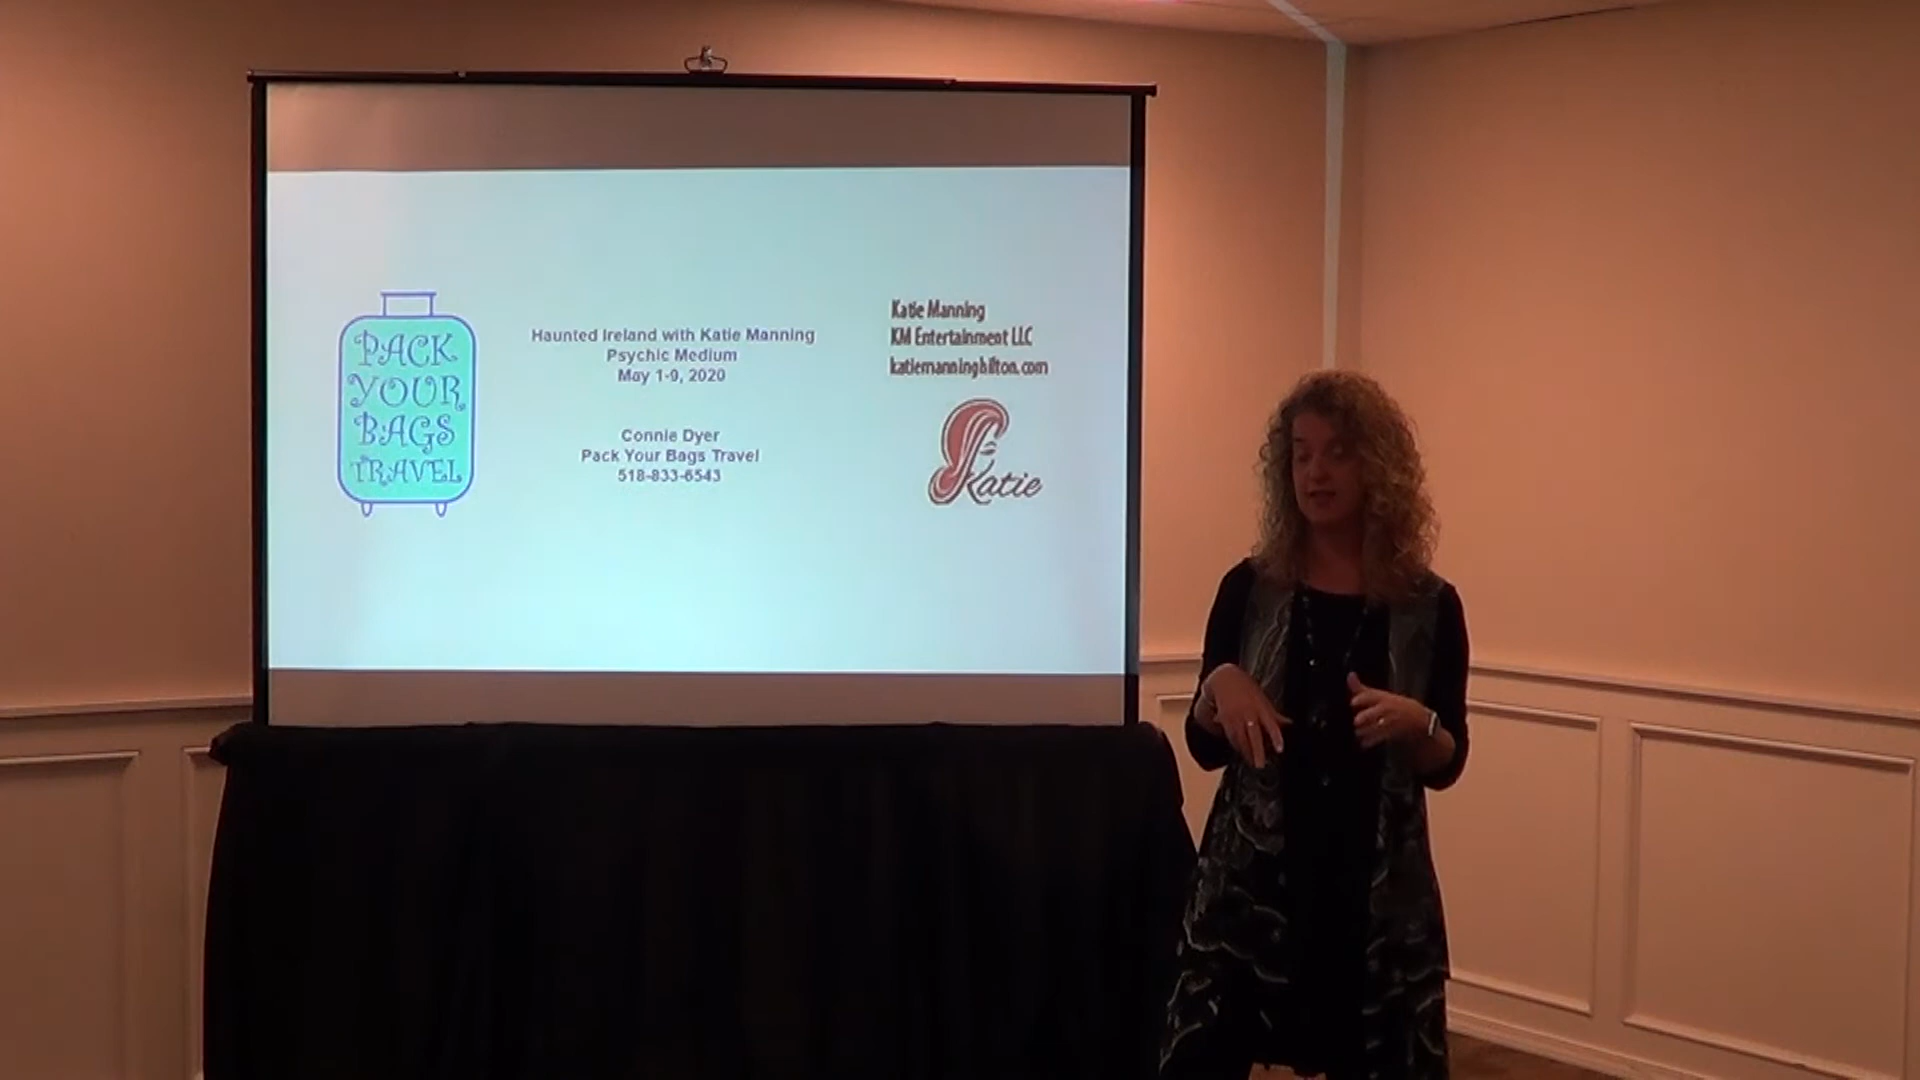 PACK
YOUR
BAGS
TRAVEL
Haunted Ireland with Katie Manning
Psychic Medium
May 1-9, 2020
Connie Dyer
Pack Your Bags Travel
518-833-6543
Katie Manning
KM Entertainment LLC
katiemanninghilton.com
Katie